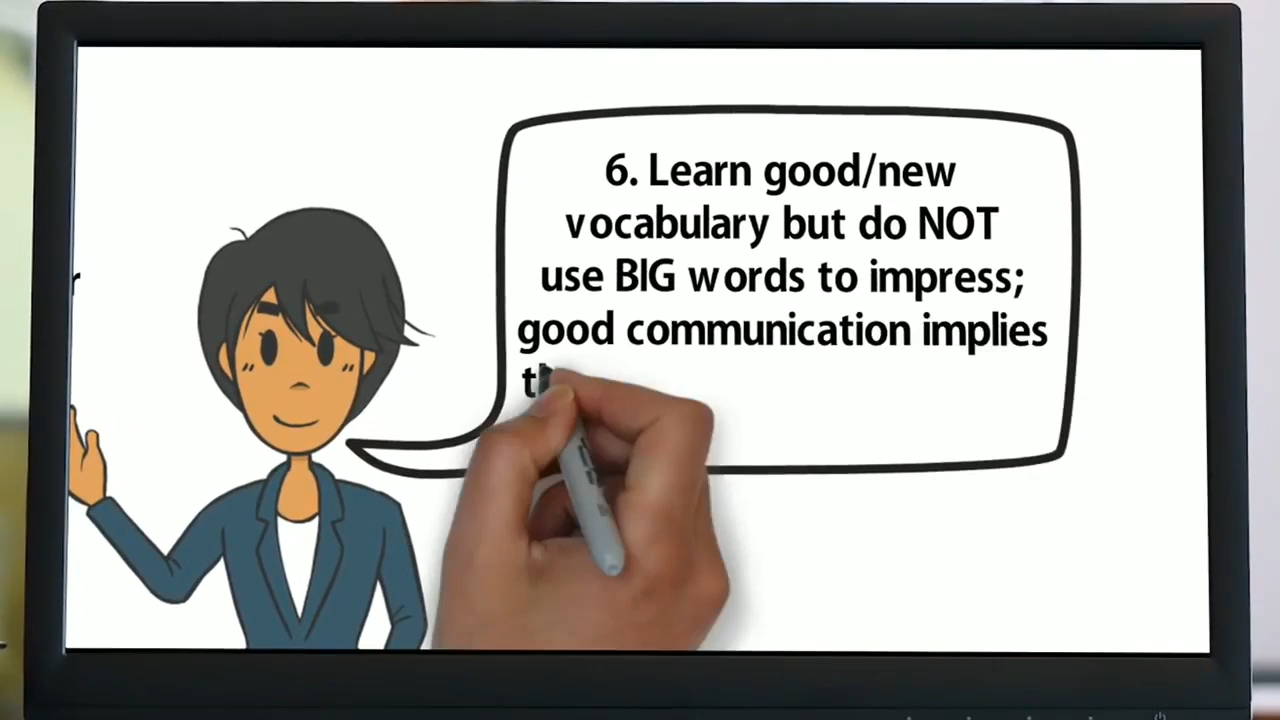 6. Learn good/new
vocabulary but do NOT
use BIG words to impress;
good communication implies